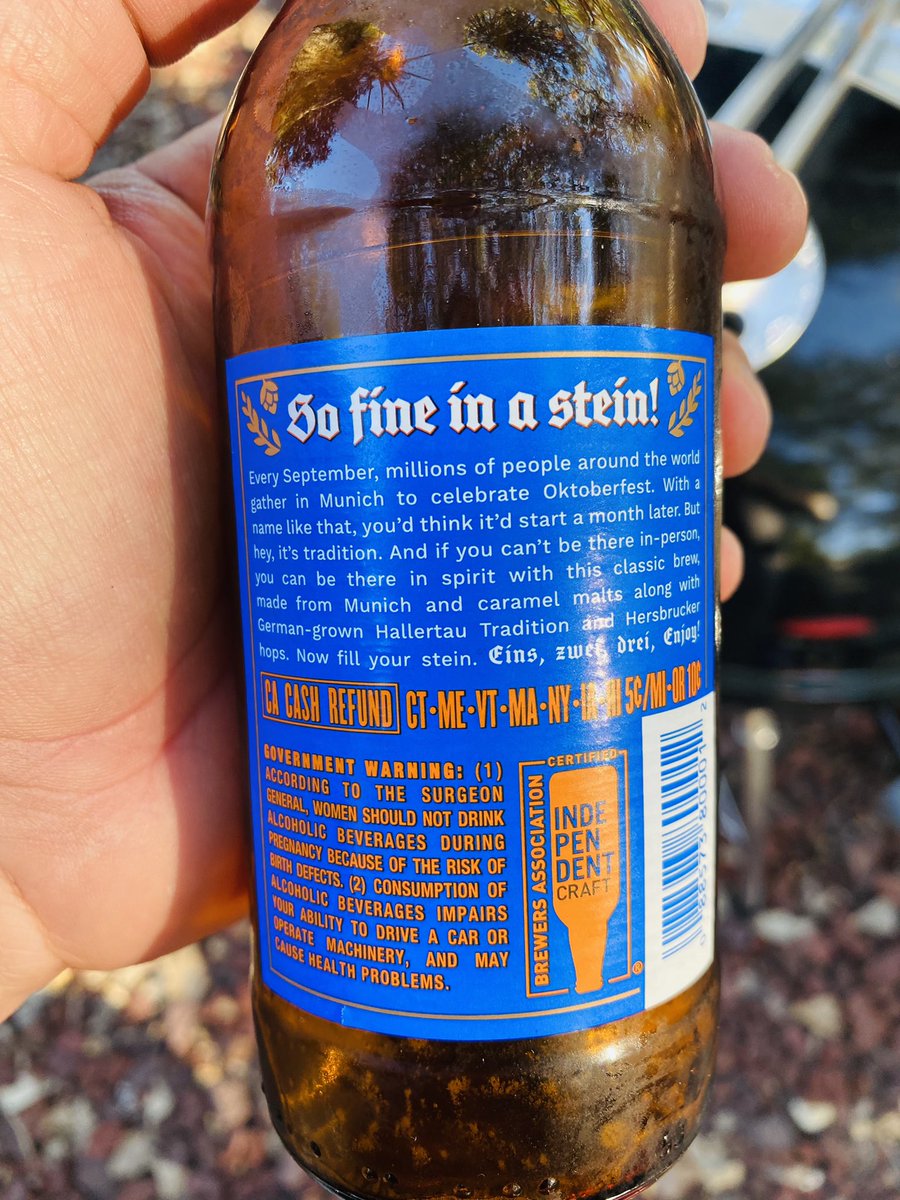 So fine in a stein!
Every September, millions of people around the world
gather in Munich to celebrate Oktoberfest. With a
name like that, you'd think it'd start a month later. But
hey, it's tradition. And if you can't be there in-person,
you can be there in spirit with this classic brew,
made from Munich and caramel malts along with
German-grown Hallertau Tradition and Hersbrucker
hops. Now fill your stein. Eins, zwei, drei, Enjoy!
CA CASH REFUND CT•ME•VT•MA•NY•IA•HI 5¢/MI•OR 10¢
GOVERNMENT WARNING: (1)
ACCORDING TO THE SURGEON
GENERAL, WOMEN SHOULD NOT DRINK
ALCOHOLIC BEVERAGES DURING
PREGNANCY BECAUSE OF THE RISK OF
BIRTH DEFECTS. (2) CONSUMPTION OF
ALCOHOLIC BEVERAGES IMPAIRS
YOUR ABILITY TO DRIVE A CAR OR
OPERATE MACHINERY, AND MAY
CAUSE HEALTH PROBLEMS.
BREWERS ASSOCIATION
CERTIFIED
INDE
PEN
DENT
CRAFT
®